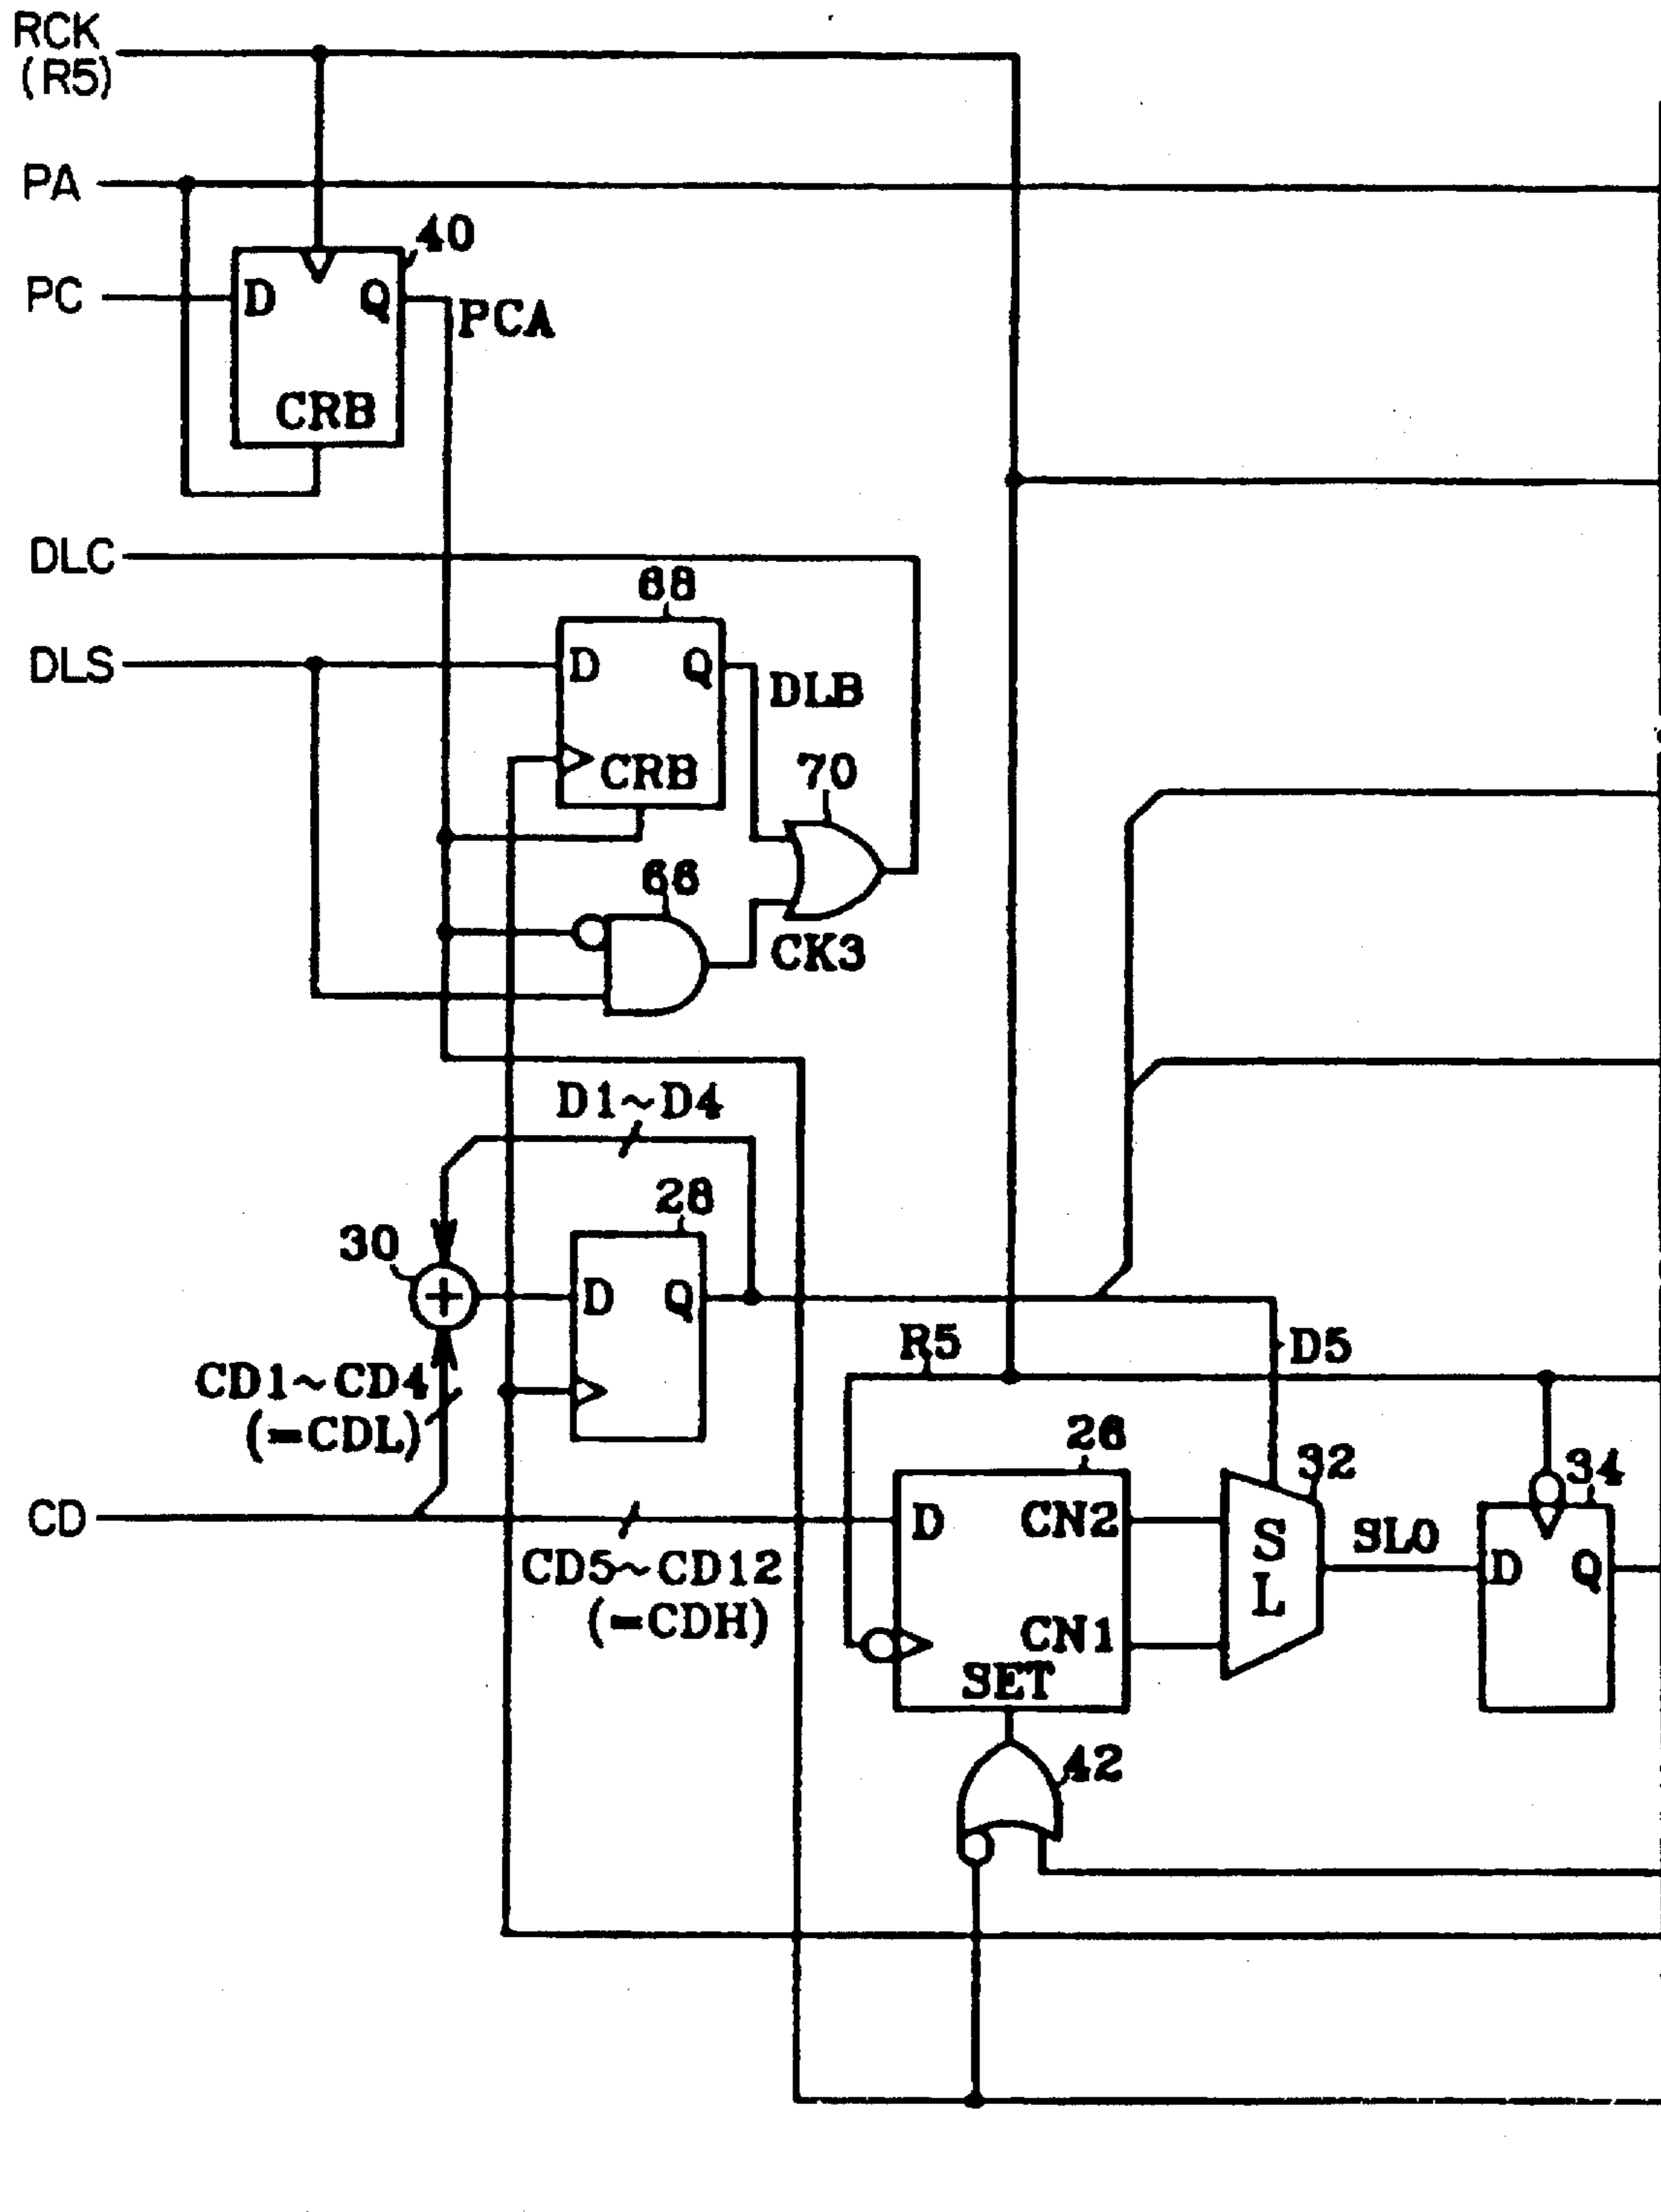 RCK
(R5)
PA
40
PC
D Q
PCA
CRB
DLC
68
DLS
D Q
DLB
CRB
70
66
CK3
D1~D4
28
30
D Q
R5
D5
CD1~CD4
(=CDL)
26
32
34
CD
D CN2
S
L
SLO
D Q
CD5~CD12
(=CDH)
CN1
SET
42